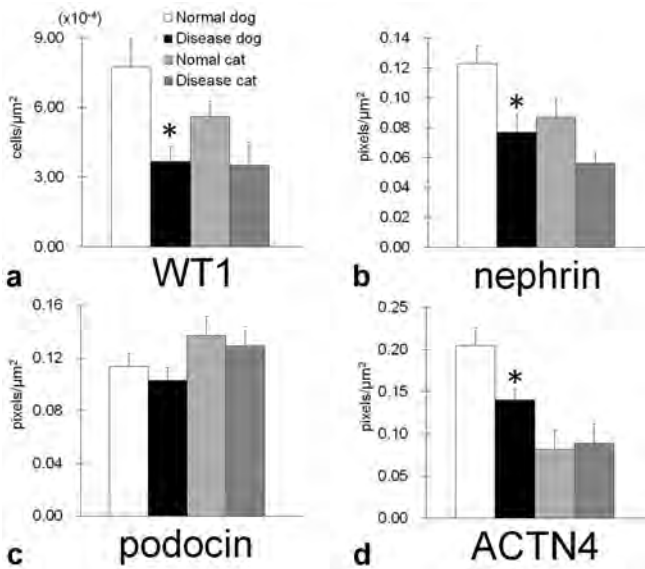 (x10⁻⁴)
9.00
6.00
3.00
0.00
cells/μm²
Normal dog
Disease dog
Nomal cat
Disease cat
*
a
WT1
0.14
0.12
0.10
0.08
0.06
0.04
0.02
0.00
pixels/μm²
*
b
nephrin
0.16
0.12
0.08
0.04
0.00
pixels/μm²
c
podocin
0.25
0.20
0.15
0.10
0.05
0.00
pixels/μm²
*
d
ACTN4